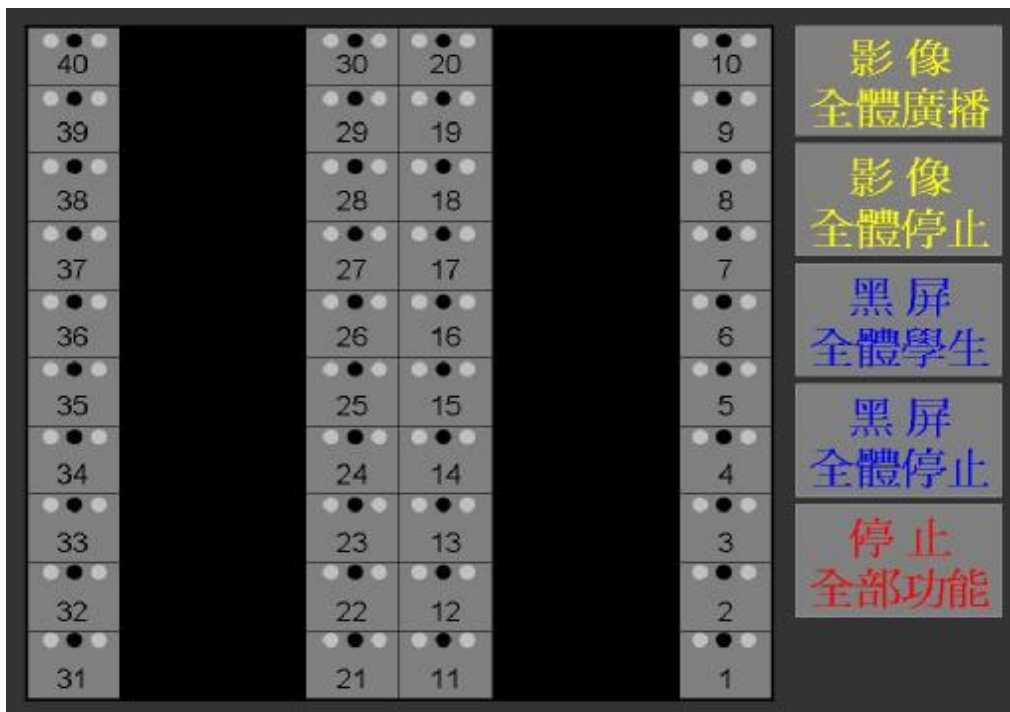 40 30 20 10
39 29 19 9
38 28 18 8
37 27 17 7
36 26 16 6
35 25 15 5
34 24 14 4
33 23 13 3
32 22 12 2
31 21 11 1
影像
全體廣播
影像
全體停止
黑屏
全體學生
黑屏
全體停止
停止
全部功能